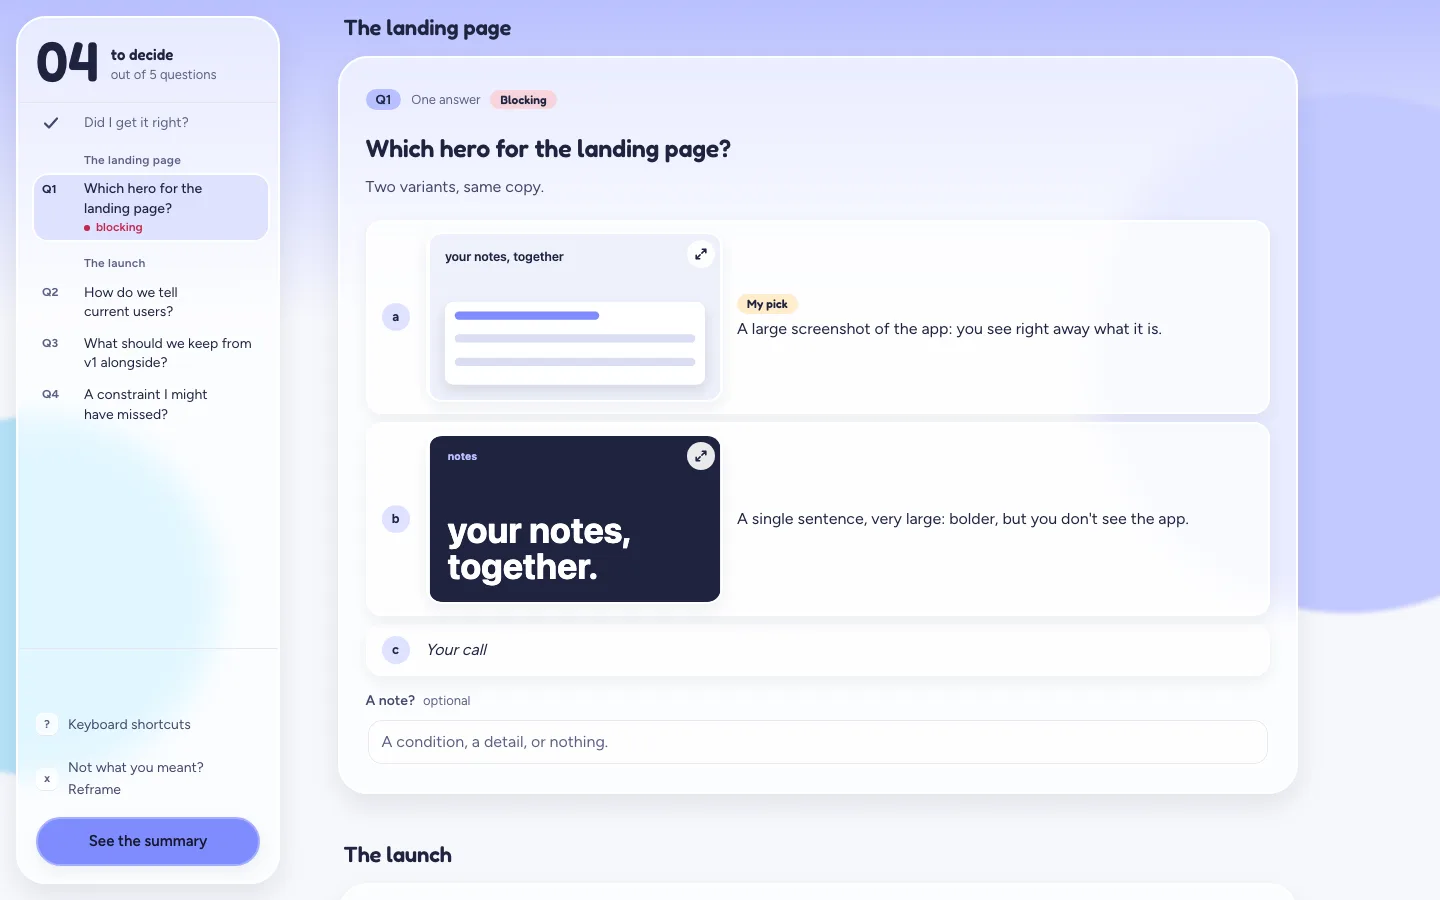 04
to decide
out of 5 questions
Did I get it right?
The landing page
Q1
Which hero for the
landing page?
blocking
The launch
Q2
How do we tell
current users?
Q3
What should we keep from
v1 alongside?
Q4
A constraint I might
have missed?
?
Keyboard shortcuts
x
Not what you meant?
Reframe
See the summary
The landing page
Q1 One answer Blocking
Which hero for the landing page?
Two variants, same copy.
a
your notes, together
My pick
A large screenshot of the app: you see right away what it is.
b
notes
your notes,
together.
A single sentence, very large: bolder, but you don't see the app.
c
Your call
A note? optional
A condition, a detail, or nothing.
The launch